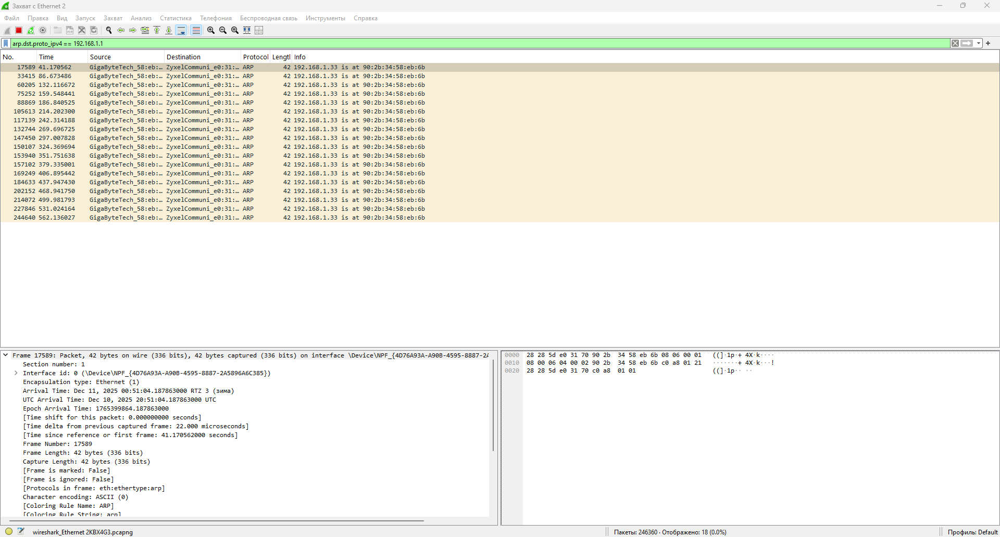 Захват с Ethernet 2
Файл Правка Вид Запуск Захват Анализ Статистика Телефония Беспроводная связь Инструменты Справка
arp.dst.proto_ipv4 == 192.168.1.1
No. Time Source Destination Protocol Lengtl Info
17589 41.170562 GigaByteTech_58:eb:… ZyxelCommuni_e0:31:… ARP 42 192.168.1.33 is at 90:2b:34:58:eb:6b
33415 86.673486 GigaByteTech_58:eb:… ZyxelCommuni_e0:31:… ARP 42 192.168.1.33 is at 90:2b:34:58:eb:6b
60205 132.116672 GigaByteTech_58:eb:… ZyxelCommuni_e0:31:… ARP 42 192.168.1.33 is at 90:2b:34:58:eb:6b
75252 159.548441 GigaByteTech_58:eb:… ZyxelCommuni_e0:31:… ARP 42 192.168.1.33 is at 90:2b:34:58:eb:6b
88869 186.840525 GigaByteTech_58:eb:… ZyxelCommuni_e0:31:… ARP 42 192.168.1.33 is at 90:2b:34:58:eb:6b
105613 214.202300 GigaByteTech_58:eb:… ZyxelCommuni_e0:31:… ARP 42 192.168.1.33 is at 90:2b:34:58:eb:6b
117139 242.314188 GigaByteTech_58:eb:… ZyxelCommuni_e0:31:… ARP 42 192.168.1.33 is at 90:2b:34:58:eb:6b
132744 269.696725 GigaByteTech_58:eb:… ZyxelCommuni_e0:31:… ARP 42 192.168.1.33 is at 90:2b:34:58:eb:6b
147450 297.007828 GigaByteTech_58:eb:… ZyxelCommuni_e0:31:… ARP 42 192.168.1.33 is at 90:2b:34:58:eb:6b
150107 324.369694 GigaByteTech_58:eb:… ZyxelCommuni_e0:31:… ARP 42 192.168.1.33 is at 90:2b:34:58:eb:6b
153940 351.751638 GigaByteTech_58:eb:… ZyxelCommuni_e0:31:… ARP 42 192.168.1.33 is at 90:2b:34:58:eb:6b
157102 379.335001 GigaByteTech_58:eb:… ZyxelCommuni_e0:31:… ARP 42 192.168.1.33 is at 90:2b:34:58:eb:6b
169249 406.895442 GigaByteTech_58:eb:… ZyxelCommuni_e0:31:… ARP 42 192.168.1.33 is at 90:2b:34:58:eb:6b
184633 437.947430 GigaByteTech_58:eb:… ZyxelCommuni_e0:31:… ARP 42 192.168.1.33 is at 90:2b:34:58:eb:6b
202152 468.941750 GigaByteTech_58:eb:… ZyxelCommuni_e0:31:… ARP 42 192.168.1.33 is at 90:2b:34:58:eb:6b
214072 499.981793 GigaByteTech_58:eb:… ZyxelCommuni_e0:31:… ARP 42 192.168.1.33 is at 90:2b:34:58:eb:6b
227846 531.024164 GigaByteTech_58:eb:… ZyxelCommuni_e0:31:… ARP 42 192.168.1.33 is at 90:2b:34:58:eb:6b
244640 562.136027 GigaByteTech_58:eb:… ZyxelCommuni_e0:31:… ARP 42 192.168.1.33 is at 90:2b:34:58:eb:6b
Frame 17589: Packet, 42 bytes on wire (336 bits), 42 bytes captured (336 bits) on interface \Device\NPF_{4D76A93A-A90B-4595-8887-2A
Section number: 1
Interface id: 0 (\Device\NPF_{4D76A93A-A90B-4595-8887-2A5896A6C385})
Encapsulation type: Ethernet (1)
Arrival Time: Dec 11, 2025 00:51:04.187863000 RTZ 3 (зима)
UTC Arrival Time: Dec 10, 2025 20:51:04.187863000 UTC
Epoch Arrival Time: 1765399864.187863000
[Time shift for this packet: 0.000000000 seconds]
[Time delta from previous captured frame: 22.000 microseconds]
[Time since reference or first frame: 41.170562000 seconds]
Frame Number: 17589
Frame Length: 42 bytes (336 bits)
Capture Length: 42 bytes (336 bits)
[Frame is marked: False]
[Frame is ignored: False]
[Protocols in frame: eth:ethertype:arp]
Character encoding: ASCII (0)
[Coloring Rule Name: ARP]
[Coloring Rule String: arp]
0000 28 28 5d e0 31 70 90 2b 34 58 eb 6b 08 06 00 01 ((]·1p·+ 4X·k····
0010 08 00 06 04 00 02 90 2b 34 58 eb 6b c0 a8 01 21 ·······+ 4X·k···!
0020 28 28 5d e0 31 70 c0 a8 01 01 ((]·1p·· ··
wireshark_Ethernet 2KBX4G3.pcapng
Пакеты: 246360 · Отображено: 18 (0.0%)
Профиль: Default